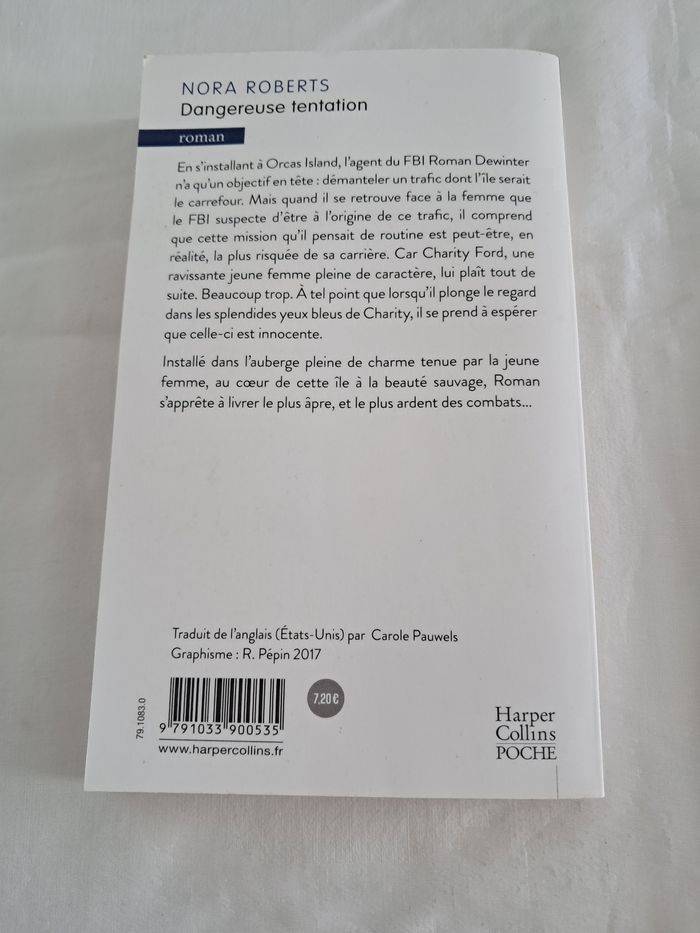 NORA ROBERTS
Dangereuse tentation
roman
En s'installant à Orcas Island, l'agent du FBI Roman Dewinter
n'a qu'un objectif en tête : démanteler un trafic dont l'île serait
le carrefour. Mais quand il se retrouve face à la femme que
le FBI suspecte d'être à l'origine de ce trafic, il comprend
que cette mission qu'il pensait de routine est peut-être, en
réalité, la plus risquée de sa carrière. Car Charity Ford, une
ravissante jeune femme pleine de caractère, lui plaît tout de
suite. Beaucoup trop. À tel point que lorsqu'il plonge le regard
dans les splendides yeux bleus de Charity, il se prend à espérer
que celle-ci est innocente.
Installé dans l'auberge pleine de charme tenue par la jeune
femme, au cœur de cette île à la beauté sauvage, Roman
s'apprête à livrer le plus âpre, et le plus ardent des combats...
Traduit de l'anglais (États-Unis) par Carole Pauwels
Graphisme : R. Pépin 2017
79.1083.0
9 791033 900535
www.harpercollins.fr
7,20 €
Harper
Collins
POCHE